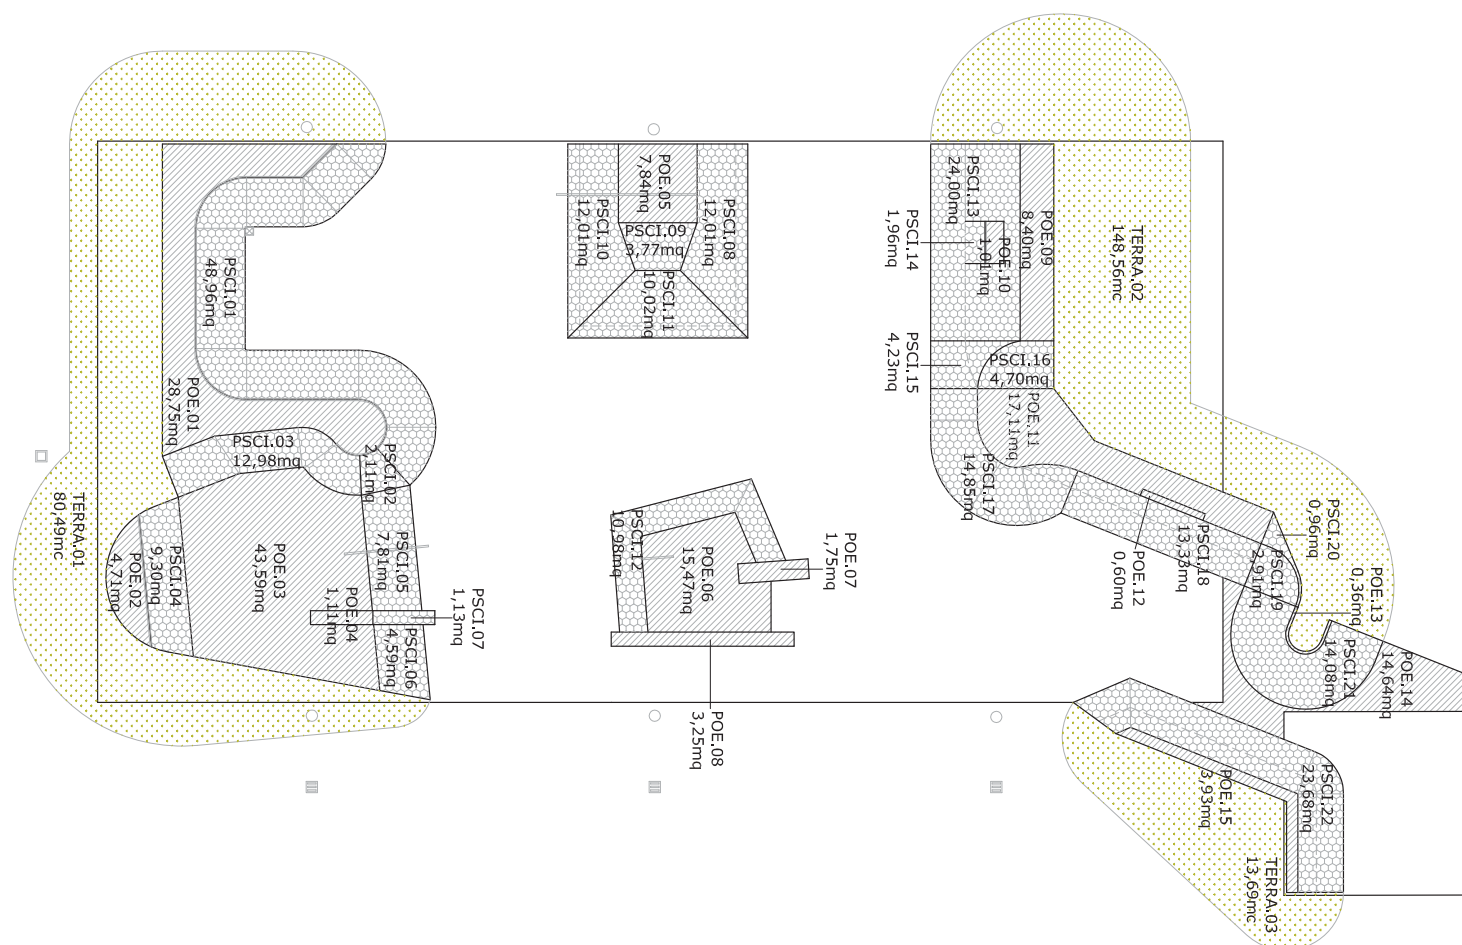 PSCI.01
48,96mq
POE.01
28,75mq
PSCI.03
12,98mq
PSCI.02
2,11mq
TERRA.01
80,49mc
POE.02
4,71mq
PSCI.04
9,30mq
POE.03
43,59mq
POE.04
1,11mq
PSCI.05
7,81mq
PSCI.06
4,59mq
PSCI.07
1,13mq
POE.05
7,84mq
PSCI.08
12,01mq
PSCI.09
3,77mq
PSCI.10
12,01mq
PSCI.11
10,02mq
PSCI.12
10,98mq
POE.06
15,47mq
POE.07
1,75mq
POE.08
3,25mq
PSCI.13
24,00mq
PSCI.14
1,96mq
POE.09
8,40mq
POE.10
1,01mq
TERRA.02
148,56mc
PSCI.15
4,23mq
PSCI.16
4,70mq
POE.11
17,11mq
PSCI.17
14,85mq
PSCI.18
13,33mq
POE.12
0,60mq
PSCI.19
2,91mq
PSCI.20
0,96mq
POE.13
0,36mq
PSCI.21
14,08mq
POE.14
14,64mq
PSCI.22
23,68mq
POE.15
3,93mq
TERRA.03
13,69mc